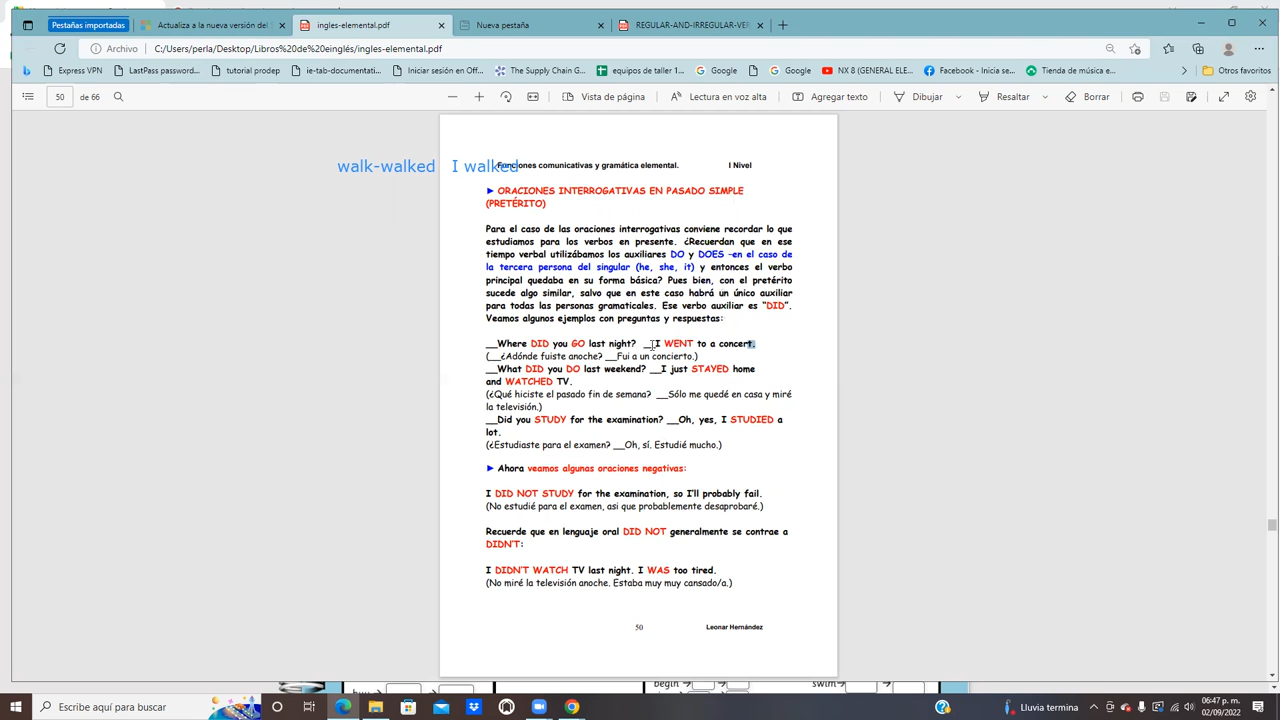 Pestañas importadas
Actualiza a la nueva versión del S
ingles-elemental.pdf
Nueva pestaña
REGULAR-AND-IRREGULAR-VER
Archivo
C:/Users/perla/Desktop/Libros%20de%20inglés/ingles-elemental.pdf
Express VPN
LastPass password...
tutorial prodep
ie-tab-documentati...
Iniciar sesión en Off...
The Supply Chain G...
equipos de taller 1...
Google
Google
NX 8 (GENERAL ELE...
Facebook - Inicia se...
Tienda de música e...
Otros favoritos
50 de 66
Vista de página
Lectura en voz alta
Agregar texto
Dibujar
Resaltar
Borrar
walk-walked I walked
Funciones comunicativas y gramática elemental. I Nivel
► ORACIONES INTERROGATIVAS EN PASADO SIMPLE
(PRETÉRITO)
Para el caso de las oraciones interrogativas conviene recordar lo que
estudiamos para los verbos en presente. ¿Recuerdan que en ese
tiempo verbal utilizábamos los auxiliares DO y DOES –en el caso de
la tercera persona del singular (he, she, it) y entonces el verbo
principal quedaba en su forma básica? Pues bien, con el pretérito
sucede algo similar, salvo que en este caso habrá un único auxiliar
para todas las personas gramaticales. Ese verbo auxiliar es “DID”.
Veamos algunos ejemplos con preguntas y respuestas:
__Where DID you GO last night? __I WENT to a concert.
(__¿Adónde fuiste anoche? __Fui a un concierto.)
__What DID you DO last weekend? __I just STAYED home
and WATCHED TV.
(¿Qué hiciste el pasado fin de semana? __Sólo me quedé en casa y miré
la televisión.)
__Did you STUDY for the examination? __Oh, yes, I STUDIED a
lot.
(¿Estudiaste para el examen? __Oh, sí. Estudié mucho.)
► Ahora veamos algunas oraciones negativas:
I DID NOT STUDY for the examination, so I’ll probably fail.
(No estudié para el examen, asi que probablemente desaprobaré.)
Recuerde que en lenguaje oral DID NOT generalmente se contrae a
DIDN’T:
I DIDN’T WATCH TV last night. I WAS too tired.
(No miré la televisión anoche. Estaba muy muy cansado/a.)
50
Leonar Hernández
begin →
swim→
Escribe aquí para buscar
Lluvia termina
06:47 p. m.
02/09/2022